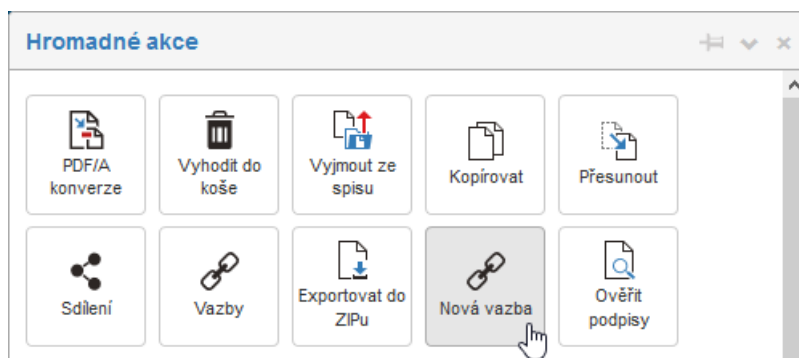 Hromadné akce
PDF/A
konverze
Vyhodit do
koše
Vyjmout ze
spisu
Kopírovat
Přesunout
Sdílení
Vazby
Exportovat do
ZIPu
Nová vazba
Ověřit
podpisy